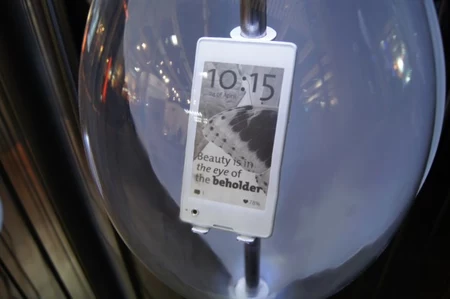 10:15
Beauty is in
the eye of
the beholder